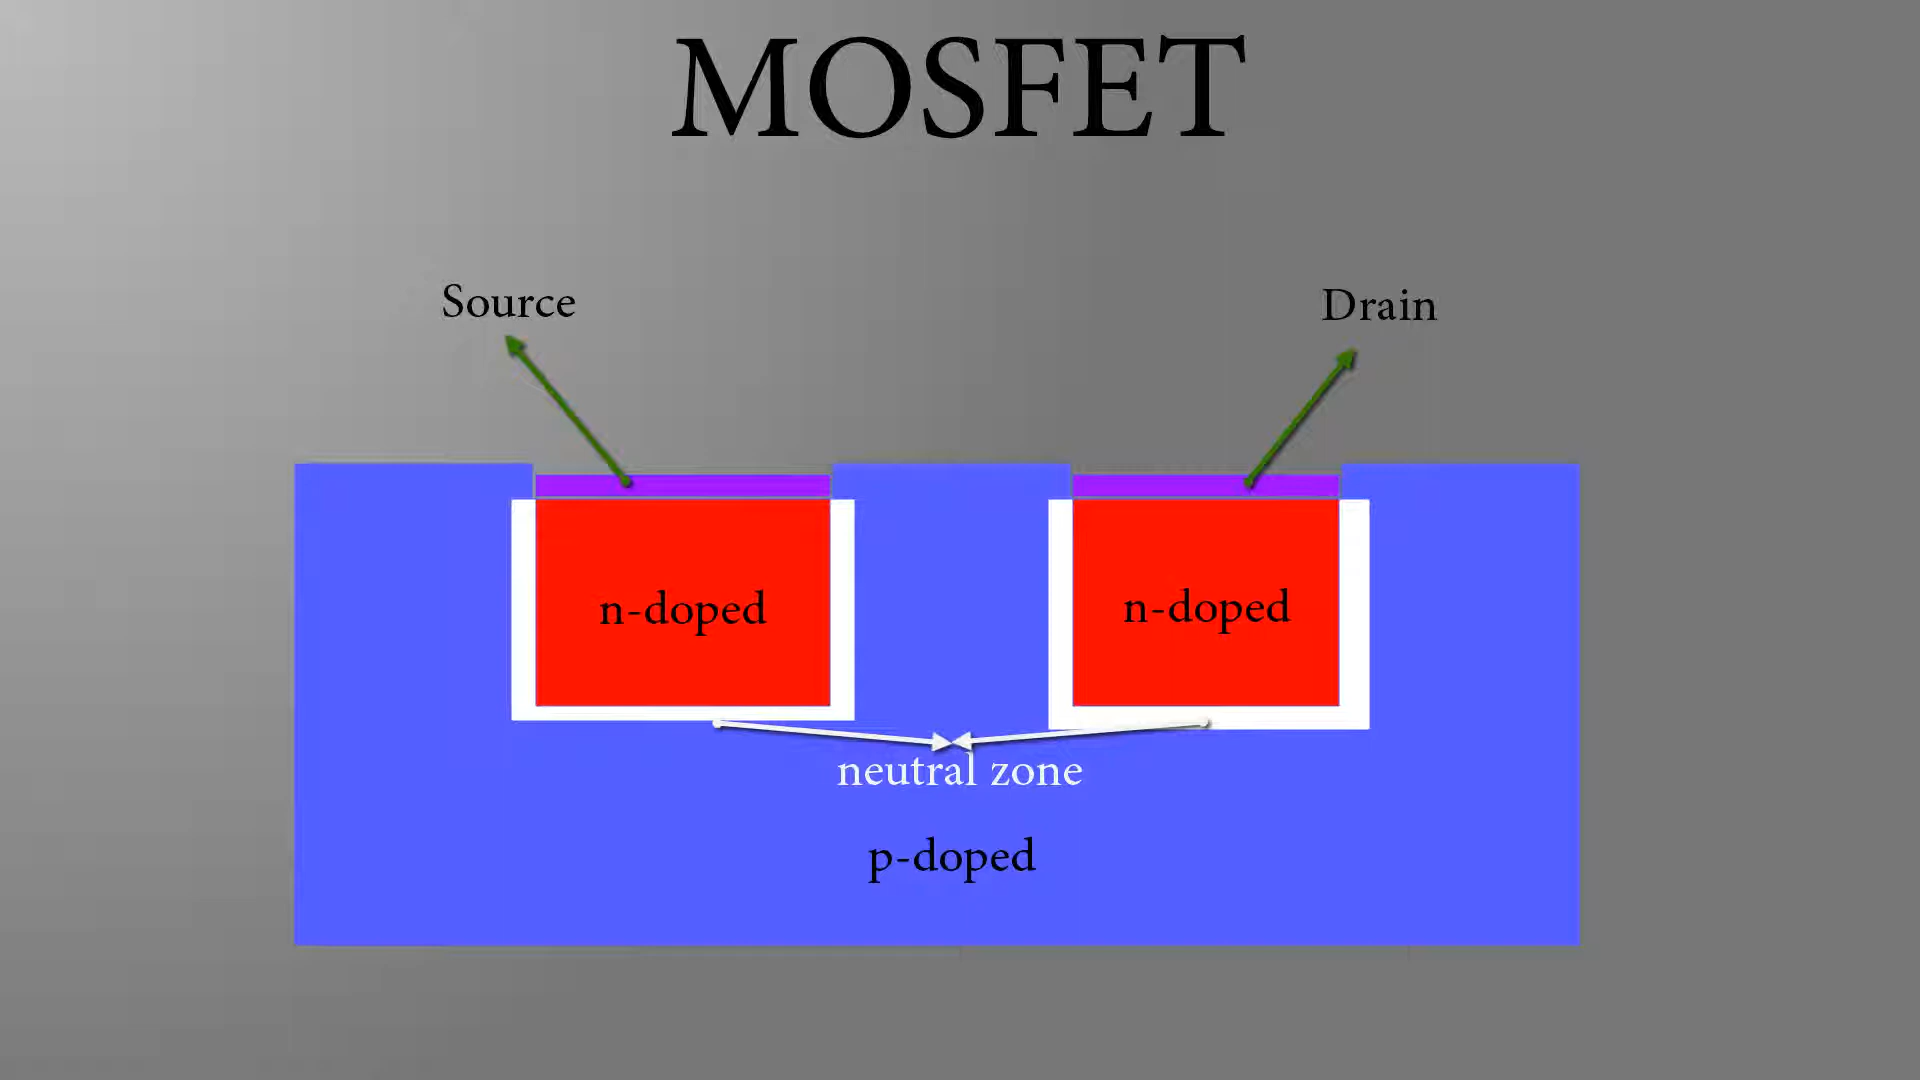 MOSFET
Source
Drain
n-doped
n-doped
neutral zone
p-doped